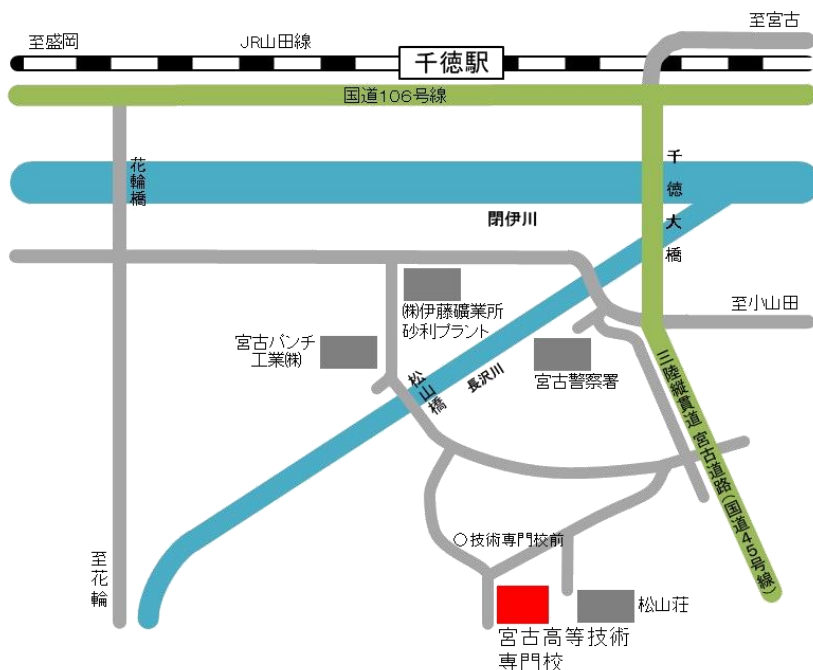 至宮古
至盛岡
JR山田線
千徳駅
国道106号線
花輪橋
千徳大橋
閉伊川
㈱伊藤礦業所
砂利プラント
至小山田
宮古パンチ
工業㈱
松山橋
長沢川
宮古警察署
三陸縦貫道 宮古道路(国道45号線)
○技術専門校前
至花輪
松山荘
宮古高等技術
専門校